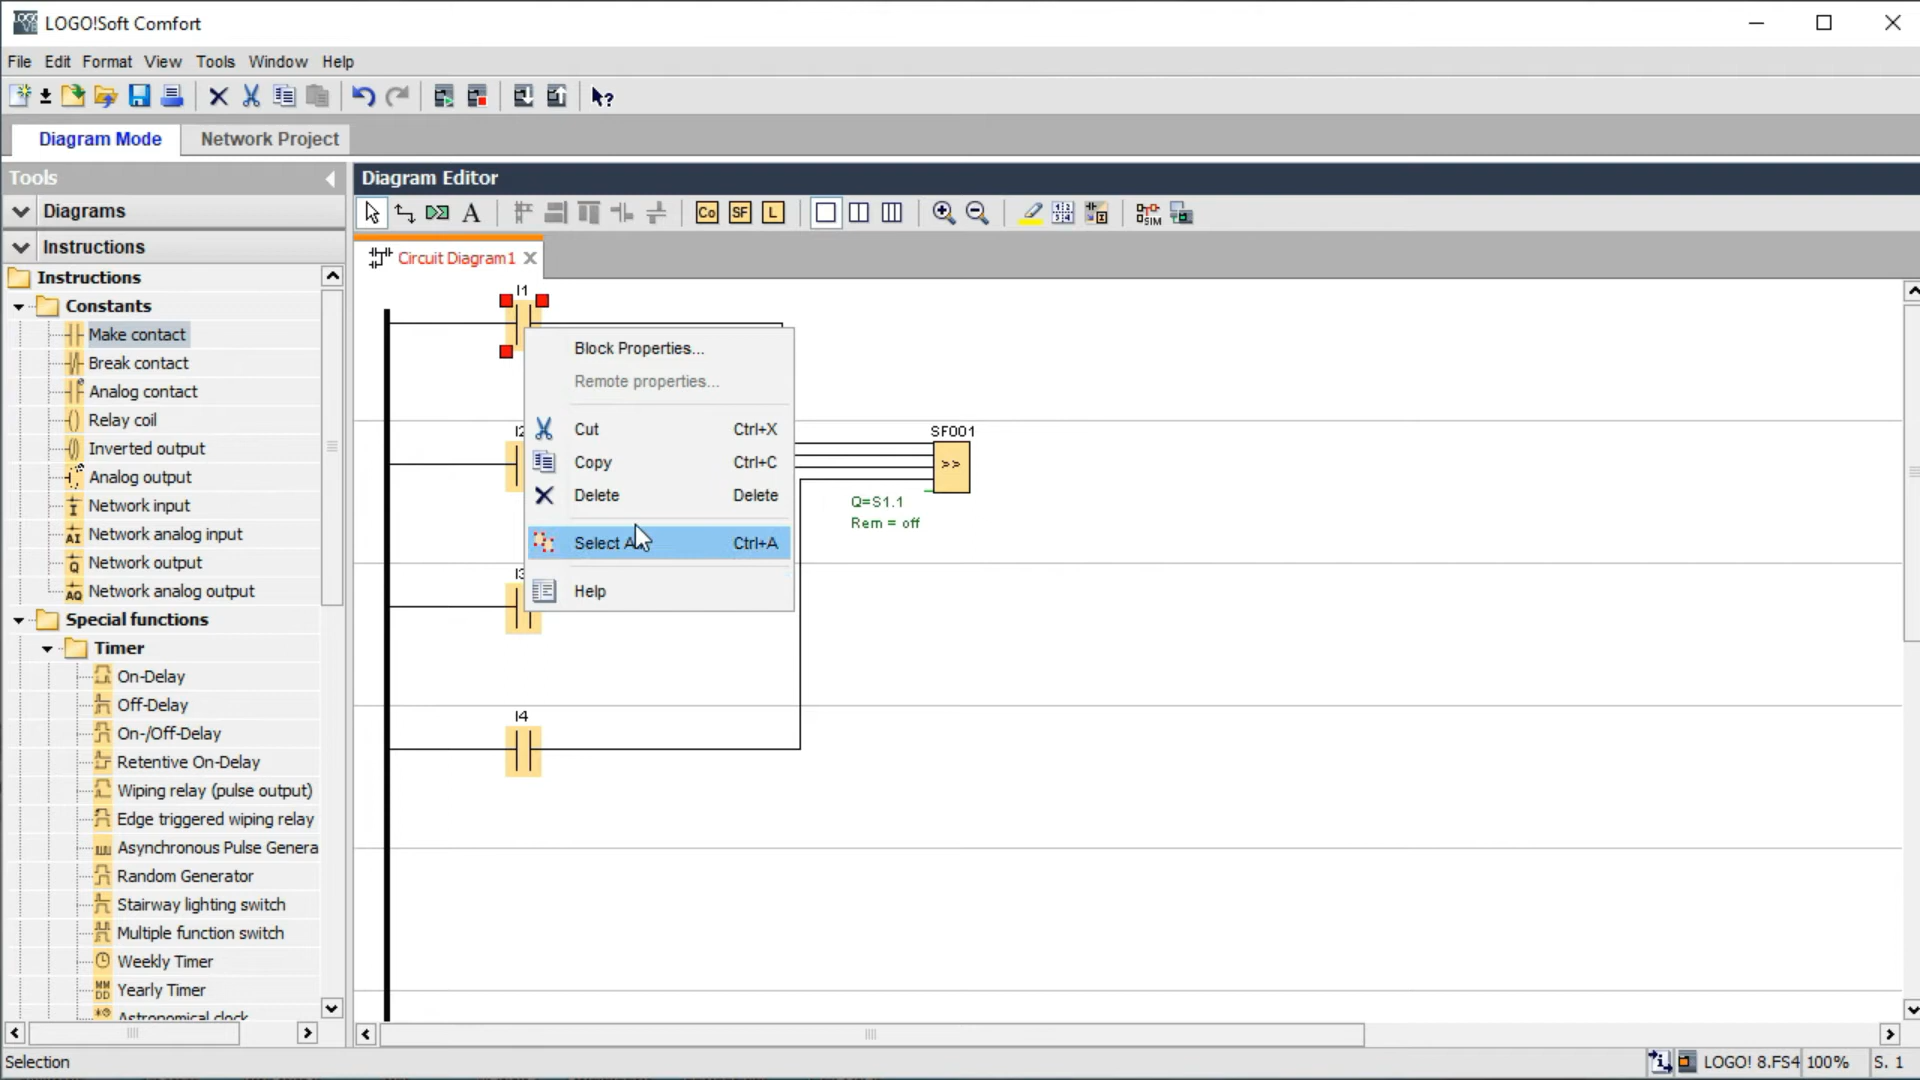 LOGO!Soft Comfort
File Edit Format View Tools Window Help
Diagram Mode Network Project
Tools
Diagrams
Instructions
Instructions
Constants
Make contact
Break contact
Analog contact
Relay coil
Inverted output
Analog output
Network input
Network analog input
Network output
Network analog output
Special functions
Timer
On-Delay
Off-Delay
On-/Off-Delay
Retentive On-Delay
Wiping relay (pulse output)
Edge triggered wiping relay
Asynchronous Pulse Genera
Random Generator
Stairway lighting switch
Multiple function switch
Weekly Timer
Yearly Timer
Astronomical clock
Diagram Editor
A Co SF L SIM
Circuit Diagram1
I1
Block Properties...
Remote properties...
Cut Ctrl+X
Copy Ctrl+C
Delete Delete
Select A Ctrl+A
Help
I2
SF001
>>
Q=S1.1
Rem = off
I3
I4
Selection
LOGO! 8.FS4 100% S. 1